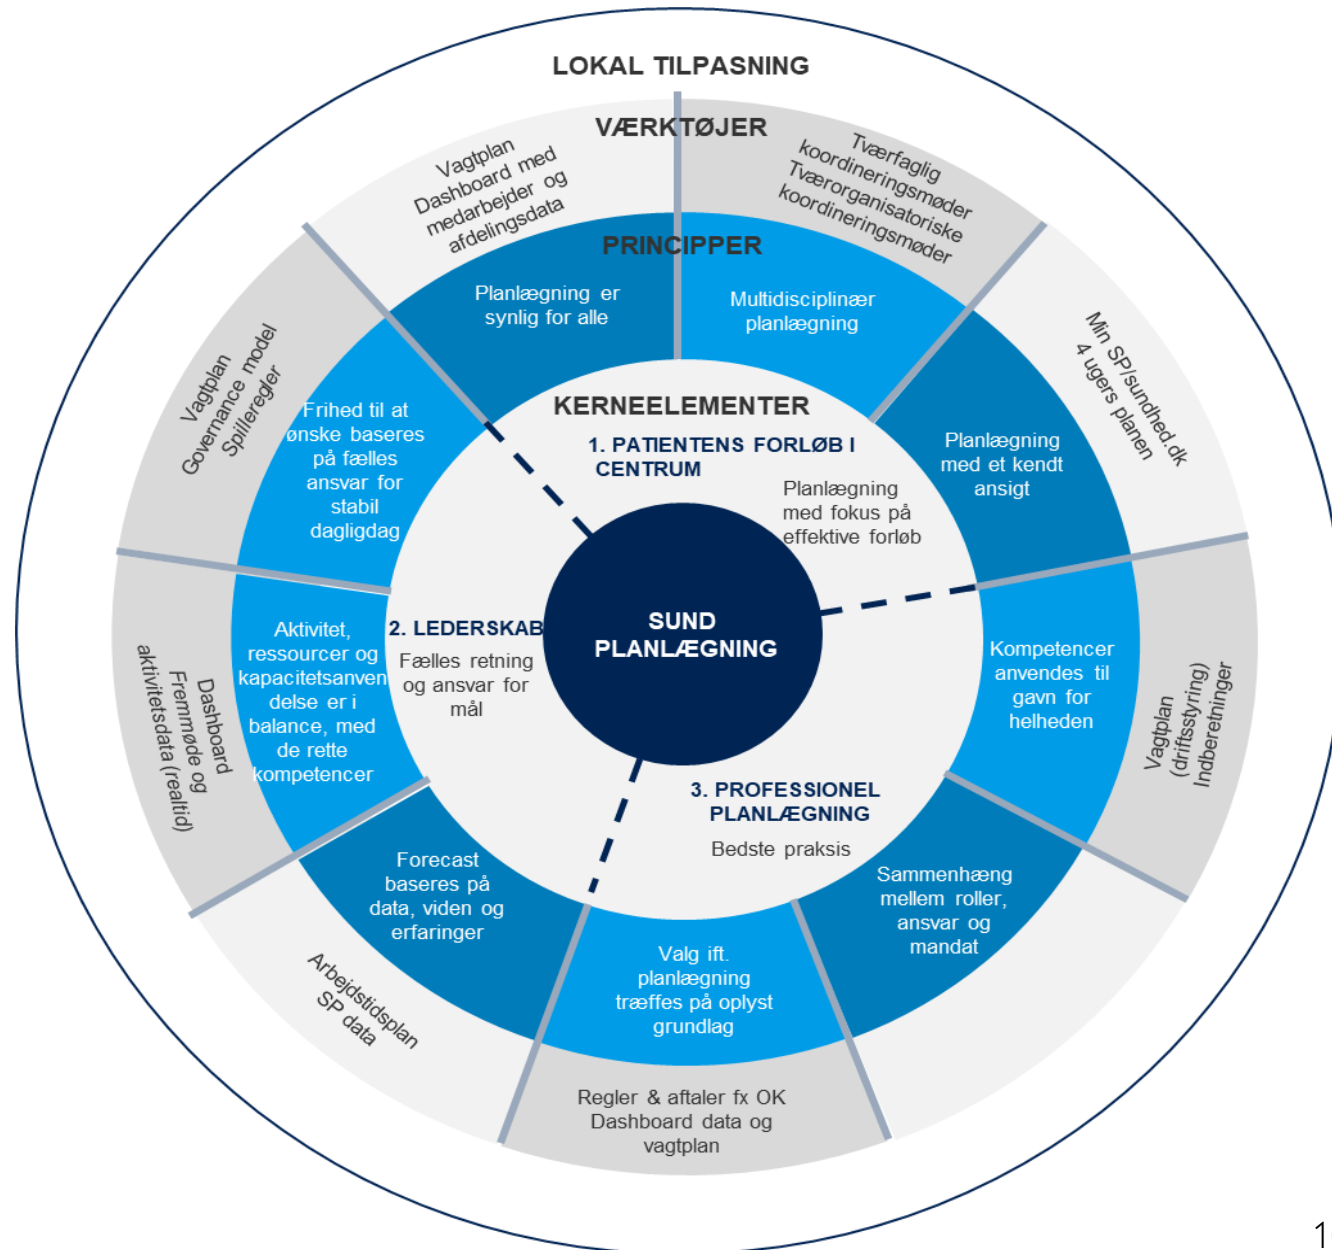 LOKAL TILPASNING
VÆRKTØJER
Vagtplan
Dashboard med
medarbejder og
afdelingsdata
Tværfaglig
koordineringsmøder
Tværorganisatoriske
koordineringsmøder
Min SP/sundhed.dk
4 ugers planen
Vagtplan
(driftsstyring)
Indberetninger
Regler & aftaler fx OK
Dashboard data og
vagtplan
Arbejdstidsplan
SP data
Dashboard
Fremmøde og
aktivitetsdata (realtid)
Vagtplan
Governance model
Spilleregler
PRINCIPPER
Planlægning er
synlig for alle
Multidisciplinær
planlægning
Planlægning
med et kendt
ansigt
Kompetencer
anvendes til
gavn for
helheden
Sammenhæng
mellem roller,
ansvar og
mandat
Valg ift.
planlægning
træffes på oplyst
grundlag
Forecast
baseres på
data, viden og
erfaringer
Aktivitet,
ressourcer og
kapacitetsanven
delse er i
balance, med
de rette
kompetencer
Frihed til at
ønske baseres
på fælles
ansvar for
stabil
dagligdag
KERNEELEMENTER
1. PATIENTENS FORLØB I
CENTRUM
Planlægning
med fokus på
effektive forløb
2. LEDERSKAB
Fælles retning
og ansvar for
mål
3. PROFESSIONEL
PLANLÆGNING
Bedste praksis
SUND
PLANLÆGNING
1